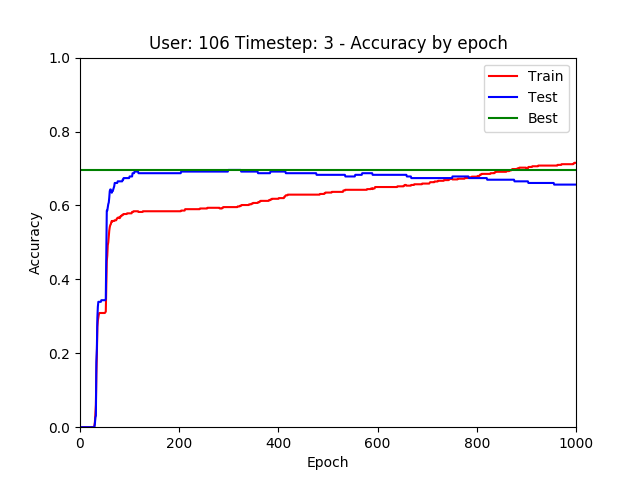 User: 106 Timestep: 3 - Accuracy by epoch
1.0
0.8
0.6
0.4
0.2
0.0
Accuracy
Train
Test
Best
0 200 400 600 800 1000
Epoch